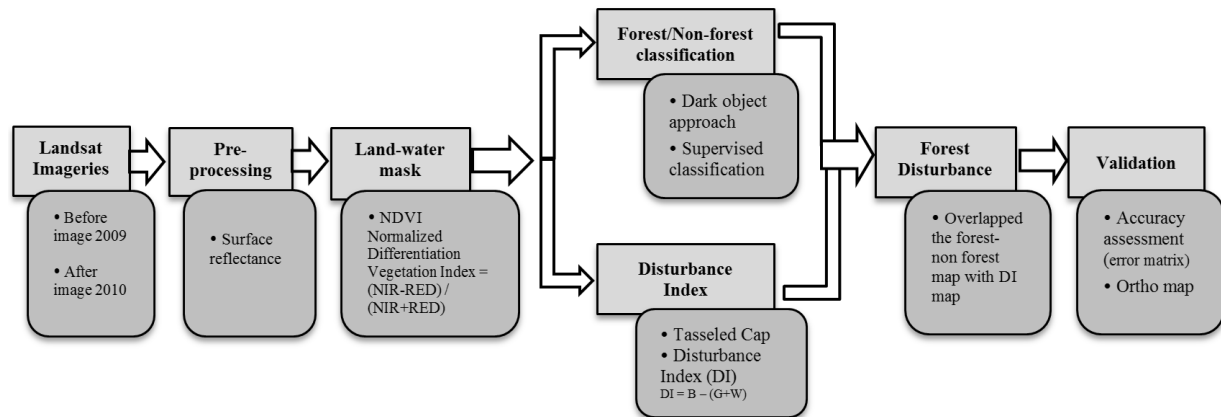 Landsat
Imageries
• Before
image 2009
• After
image 2010
Pre-
processing
• Surface
reflectance
Land-water
mask
• NDVI
Normalized
Differentiation
Vegetation Index =
(NIR-RED) /
(NIR+RED)
Forest/Non-forest
classification
• Dark object
approach
• Supervised
classification
Disturbance
Index
• Tasseled Cap
• Disturbance
Index (DI)
DI = B – (G+W)
Forest
Disturbance
• Overlapped
the forest-
non forest
map with DI
map
Validation
• Accuracy
assessment
(error matrix)
• Ortho map